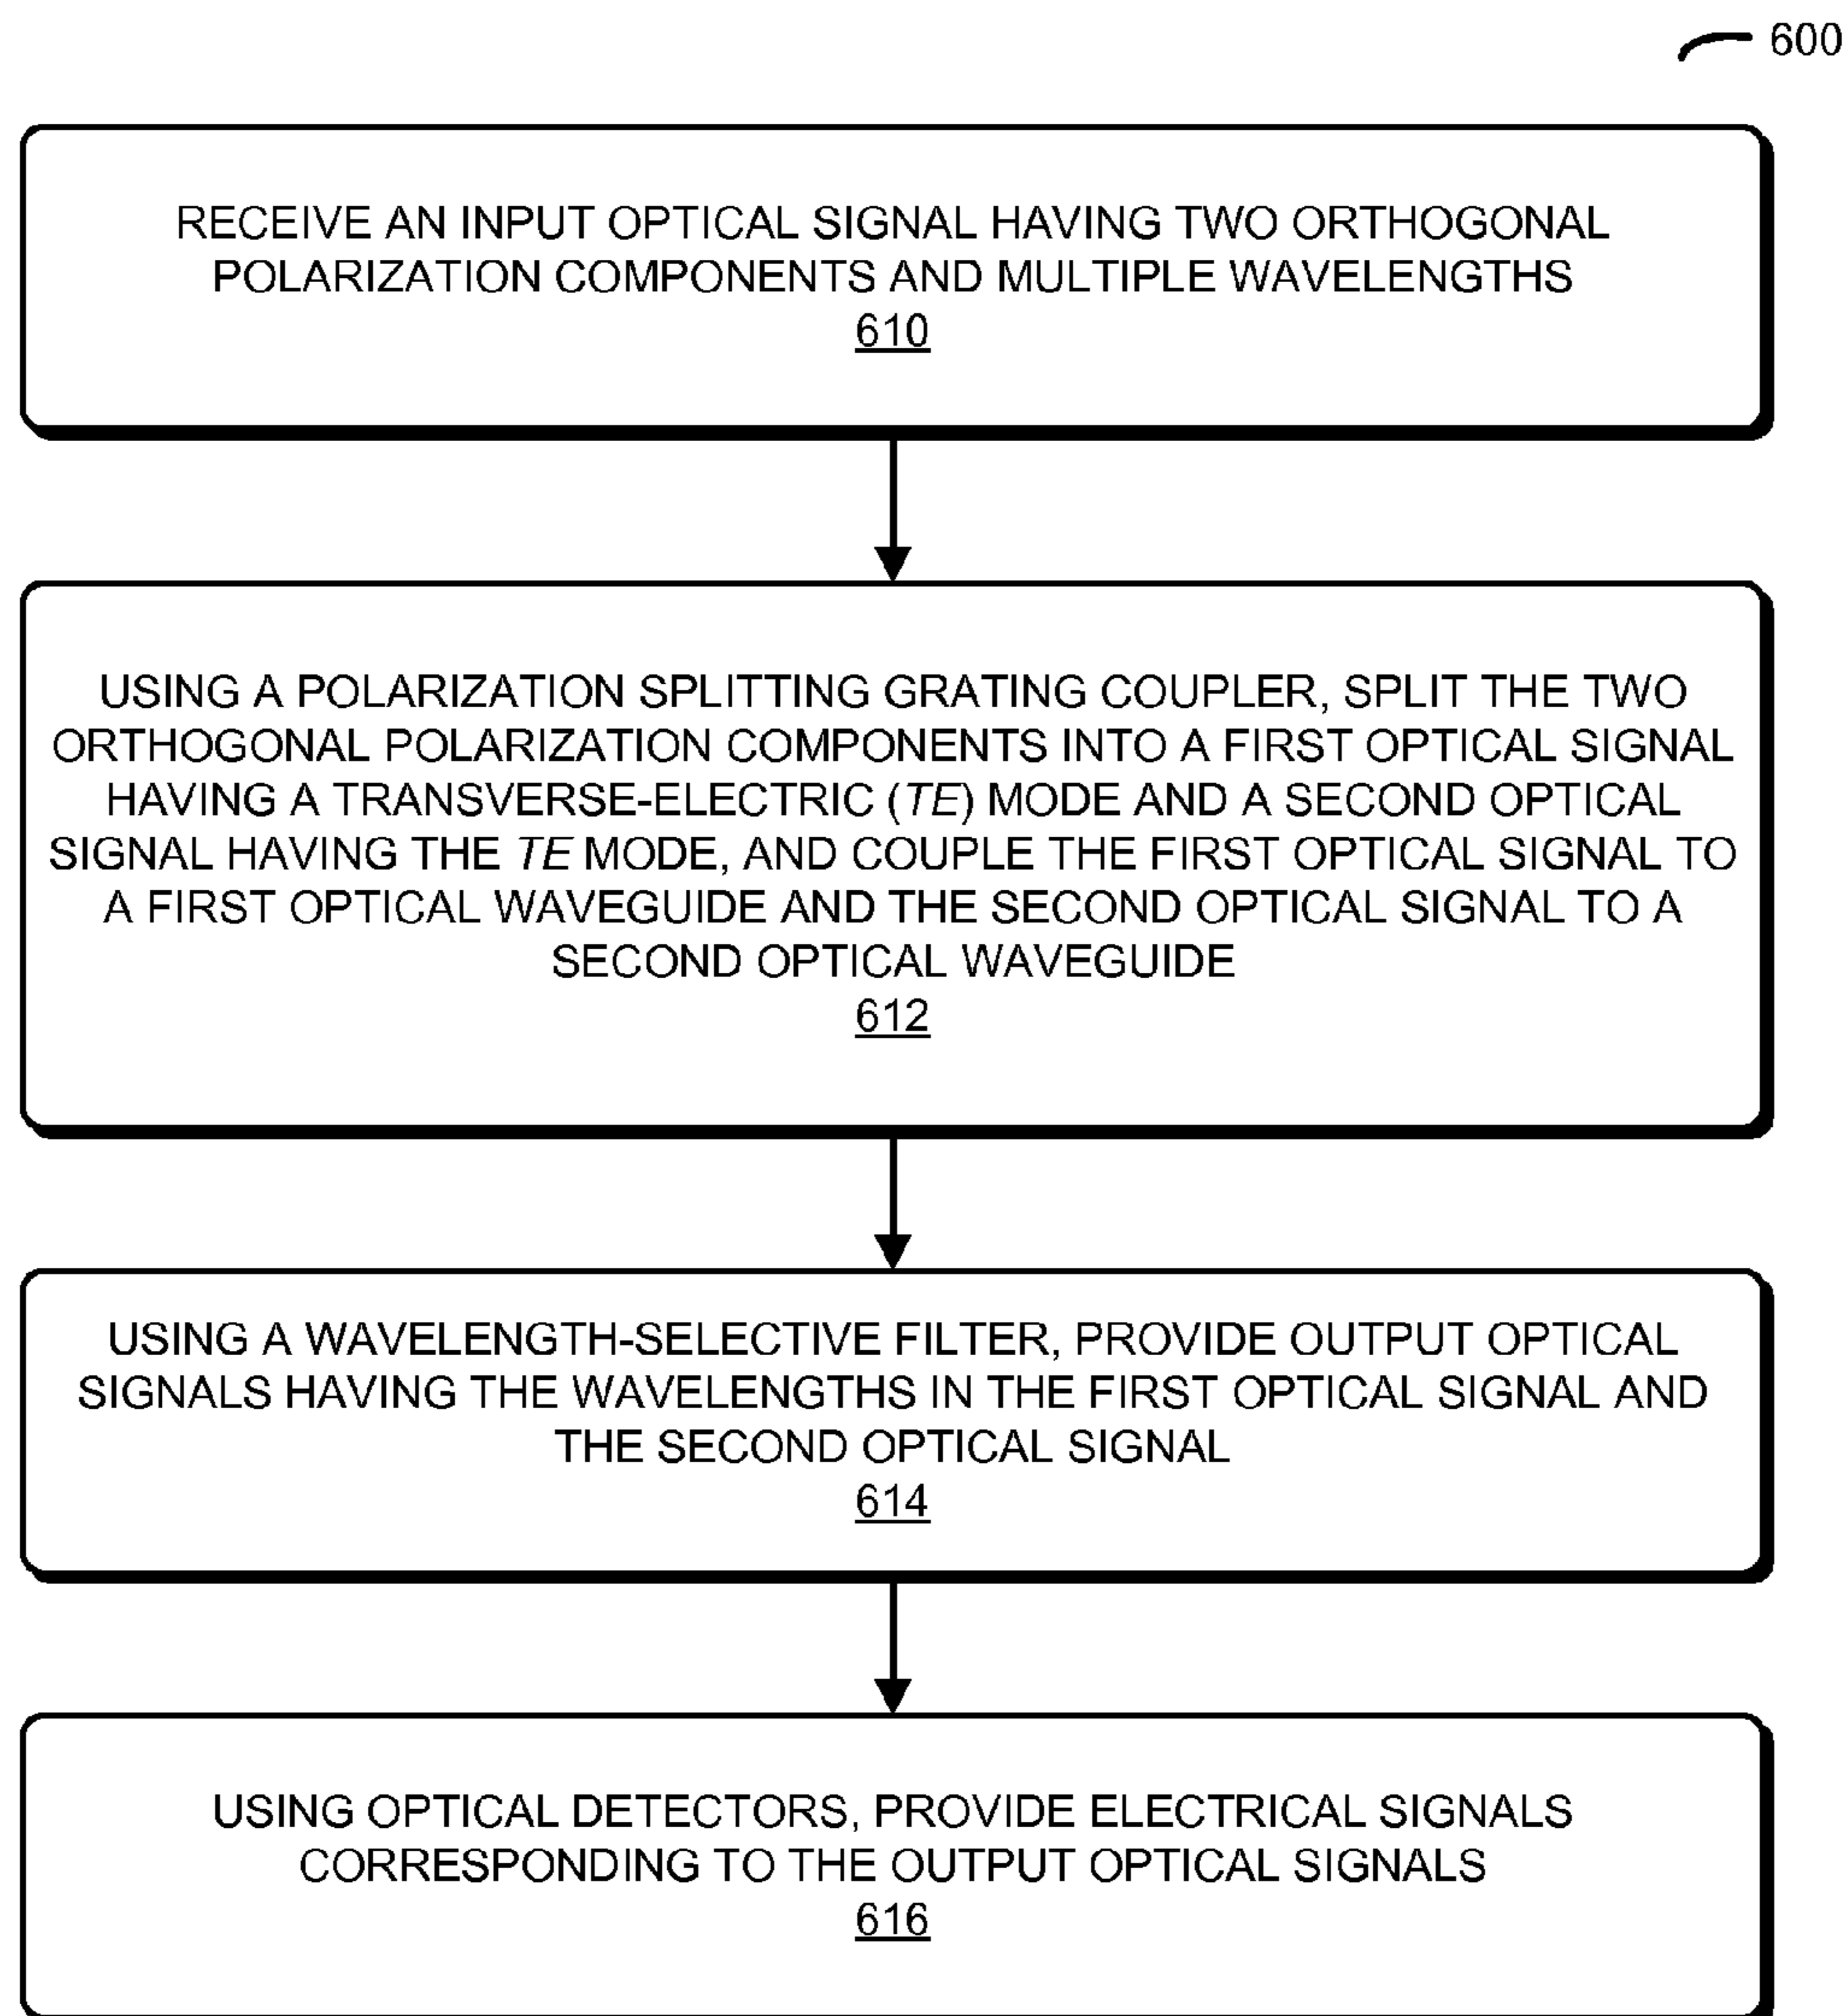 600
RECEIVE AN INPUT OPTICAL SIGNAL HAVING TWO ORTHOGONAL
POLARIZATION COMPONENTS AND MULTIPLE WAVELENGTHS
610
USING A POLARIZATION SPLITTING GRATING COUPLER, SPLIT THE TWO
ORTHOGONAL POLARIZATION COMPONENTS INTO A FIRST OPTICAL SIGNAL
HAVING A TRANSVERSE-ELECTRIC (TE) MODE AND A SECOND OPTICAL
SIGNAL HAVING THE TE MODE, AND COUPLE THE FIRST OPTICAL SIGNAL TO
A FIRST OPTICAL WAVEGUIDE AND THE SECOND OPTICAL SIGNAL TO A
SECOND OPTICAL WAVEGUIDE
612
USING A WAVELENGTH-SELECTIVE FILTER, PROVIDE OUTPUT OPTICAL
SIGNALS HAVING THE WAVELENGTHS IN THE FIRST OPTICAL SIGNAL AND
THE SECOND OPTICAL SIGNAL
614
USING OPTICAL DETECTORS, PROVIDE ELECTRICAL SIGNALS
CORRESPONDING TO THE OUTPUT OPTICAL SIGNALS
616